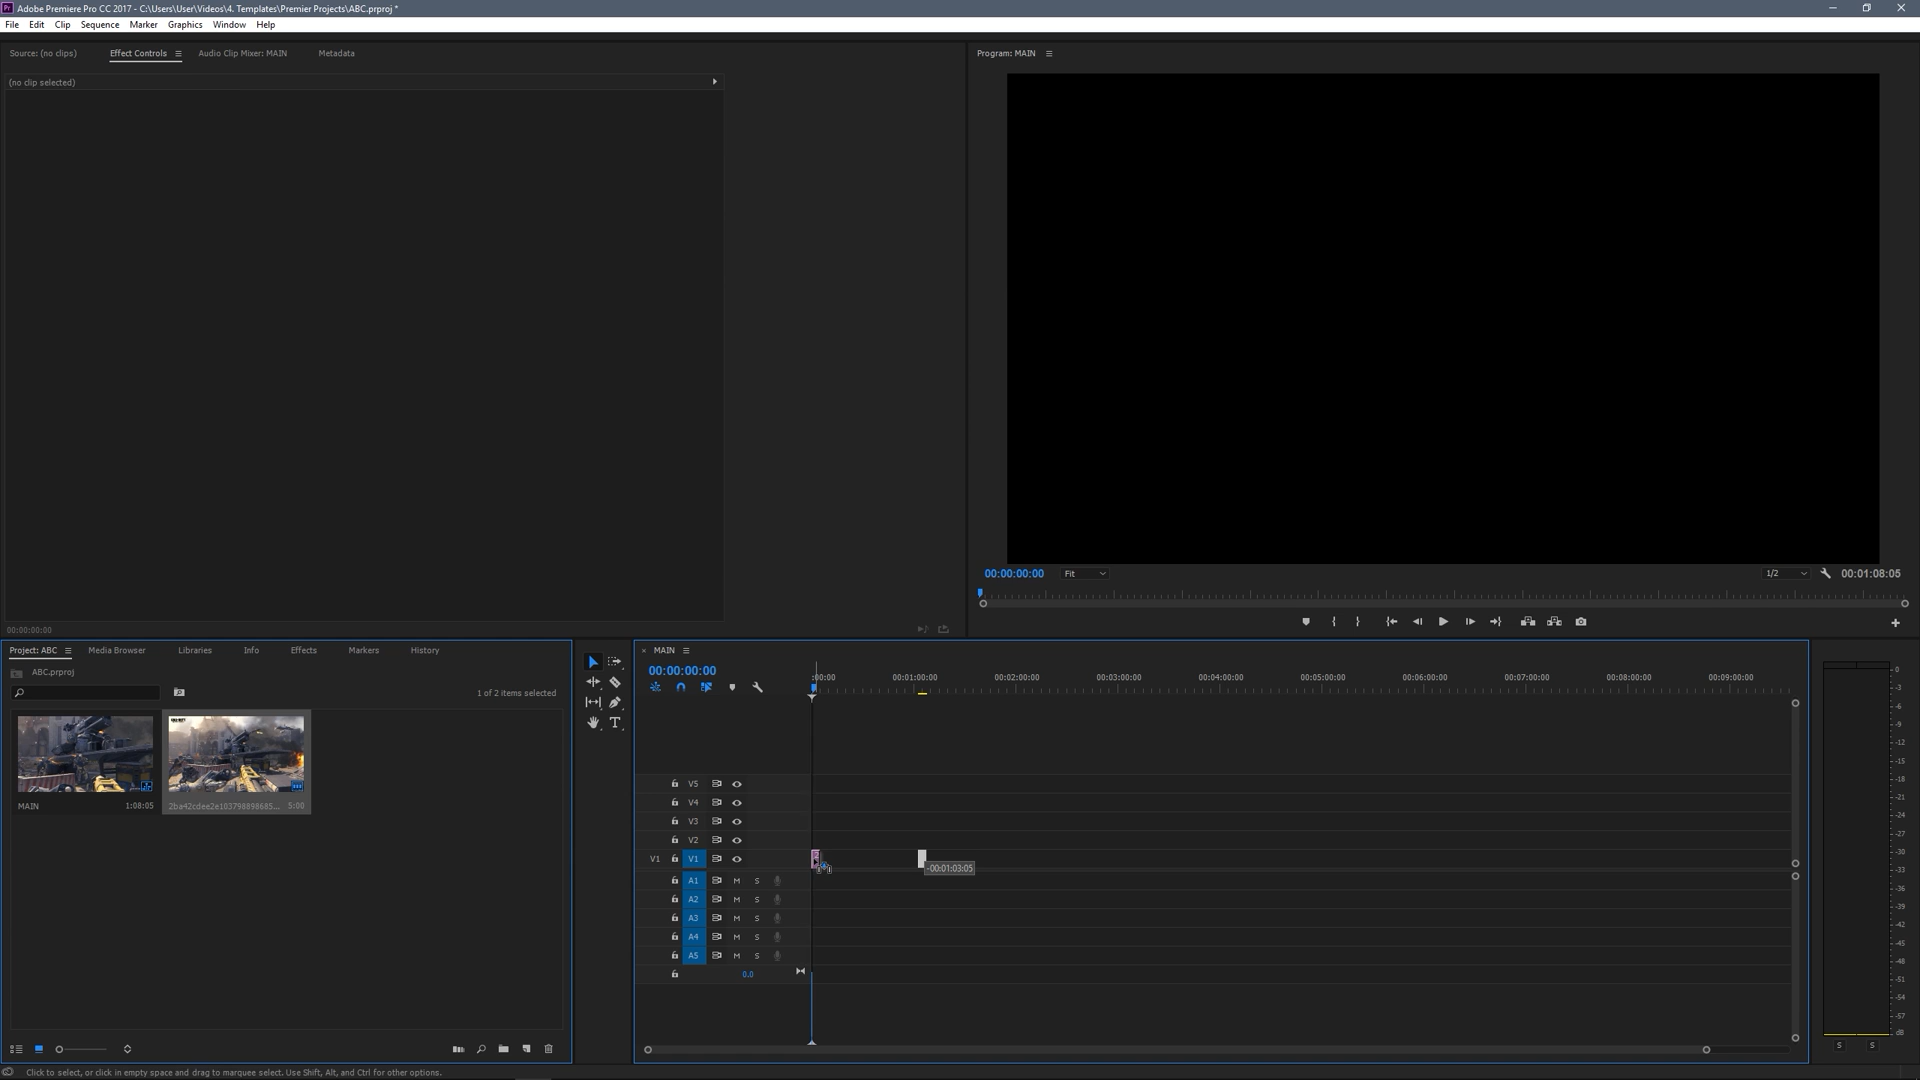 Adobe Premiere Pro CC 2017 - C:\Users\User\Videos\4. Templates\Premier Projects\ABC.prproj *
File Edit Clip Sequence Marker Graphics Window Help
Source: (no clips) Effect Controls Audio Clip Mixer: MAIN Metadata
Program: MAIN
(no clip selected)
00:00:00:00 Fit 1/2 00:01:08:05
00:00:00:00
Project: ABC Media Browser Libraries Info Effects Markers History
ABC.prproj
1 of 2 items selected
MAIN 1:08:05
2ba42cdee2e103798898685... 5:00
MAIN
00:00:00:00
:00:00 00:01:00:00 00:02:00:00 00:03:00:00 00:04:00:00 00:05:00:00 00:06:00:00 00:07:00:00 00:08:00:00 00:09:00:00
V5
V4
V3
V2
V1 V1
-00:01:03:05
A1 M S
A2 M S
A3 M S
A4 M S
A5 M S
0.0
0
-3
-6
-9
-12
-15
-18
-21
-24
-27
-30
-33
-36
-39
-42
-45
-48
-51
-54
-57
dB
S S
Click to select, or click in empty space and drag to marquee select. Use Shift, Alt, and Ctrl for other options.